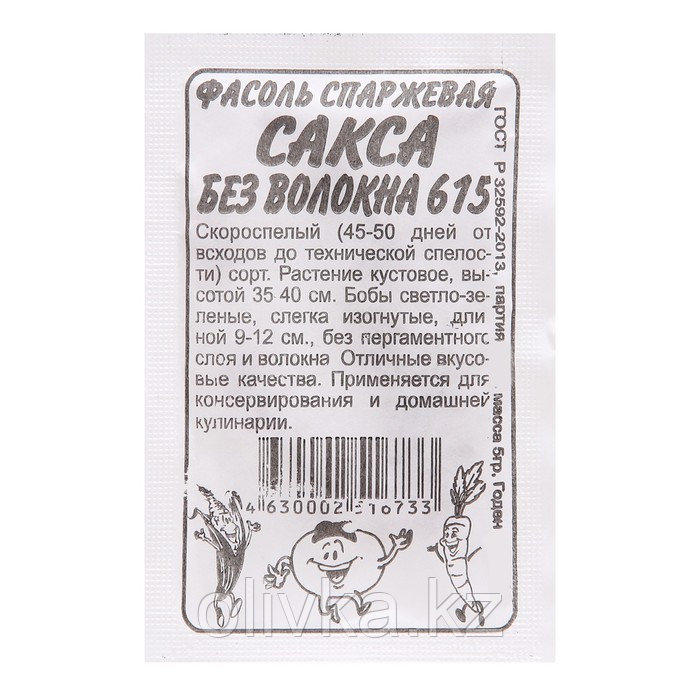 ФАСОЛЬ СПАРЖЕВАЯ
САКСА
БЕЗ ВОЛОКНА 615
Скороспелый (45-50 дней от
всходов до технической спелос-
ти) сорт. Растение кустовое, вы-
сотой 35 40 см. Бобы светло-зе-
леные, слегка изогнутые, дли
ной 9-12 см., без пергаментного
слоя и волокна Отличные вкусо-
вые качества. Применяется для
консервирования и домашней
кулинарии.
4 630002 516733
ГОСТ Р 32592-2013, партия
масса 5гр, Годен
olivka.kz